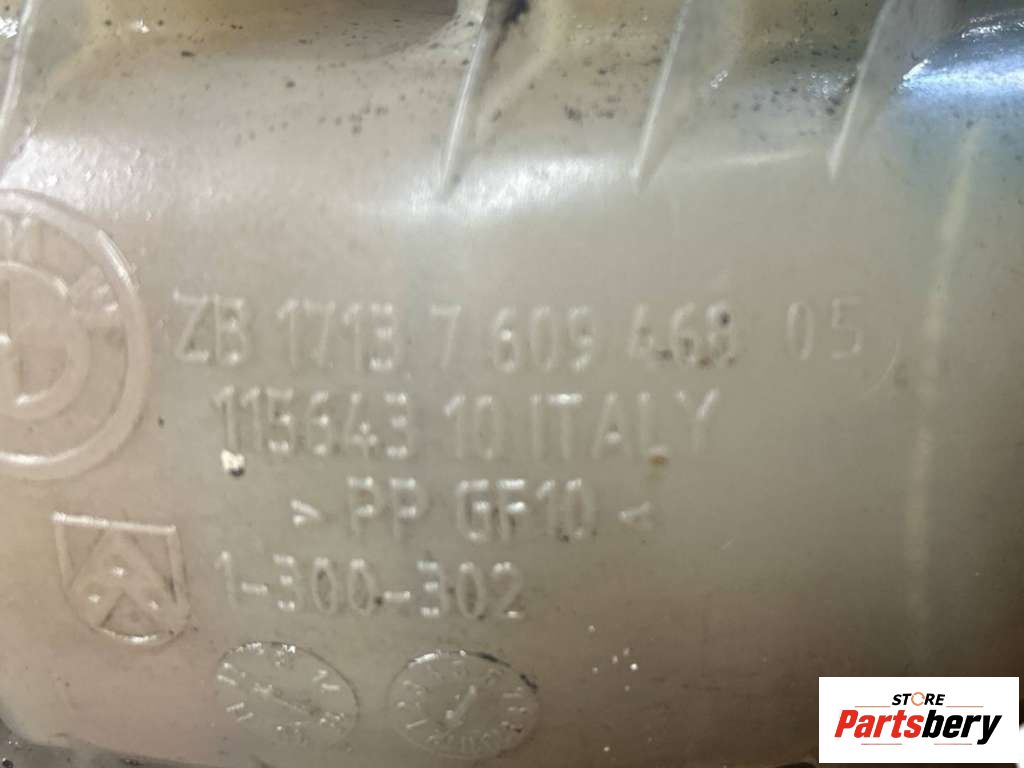 ZB 1713 7 609 468 05
115643 10 ITALY
> PP GF10 <
1-300-302
STORE
Partsbery